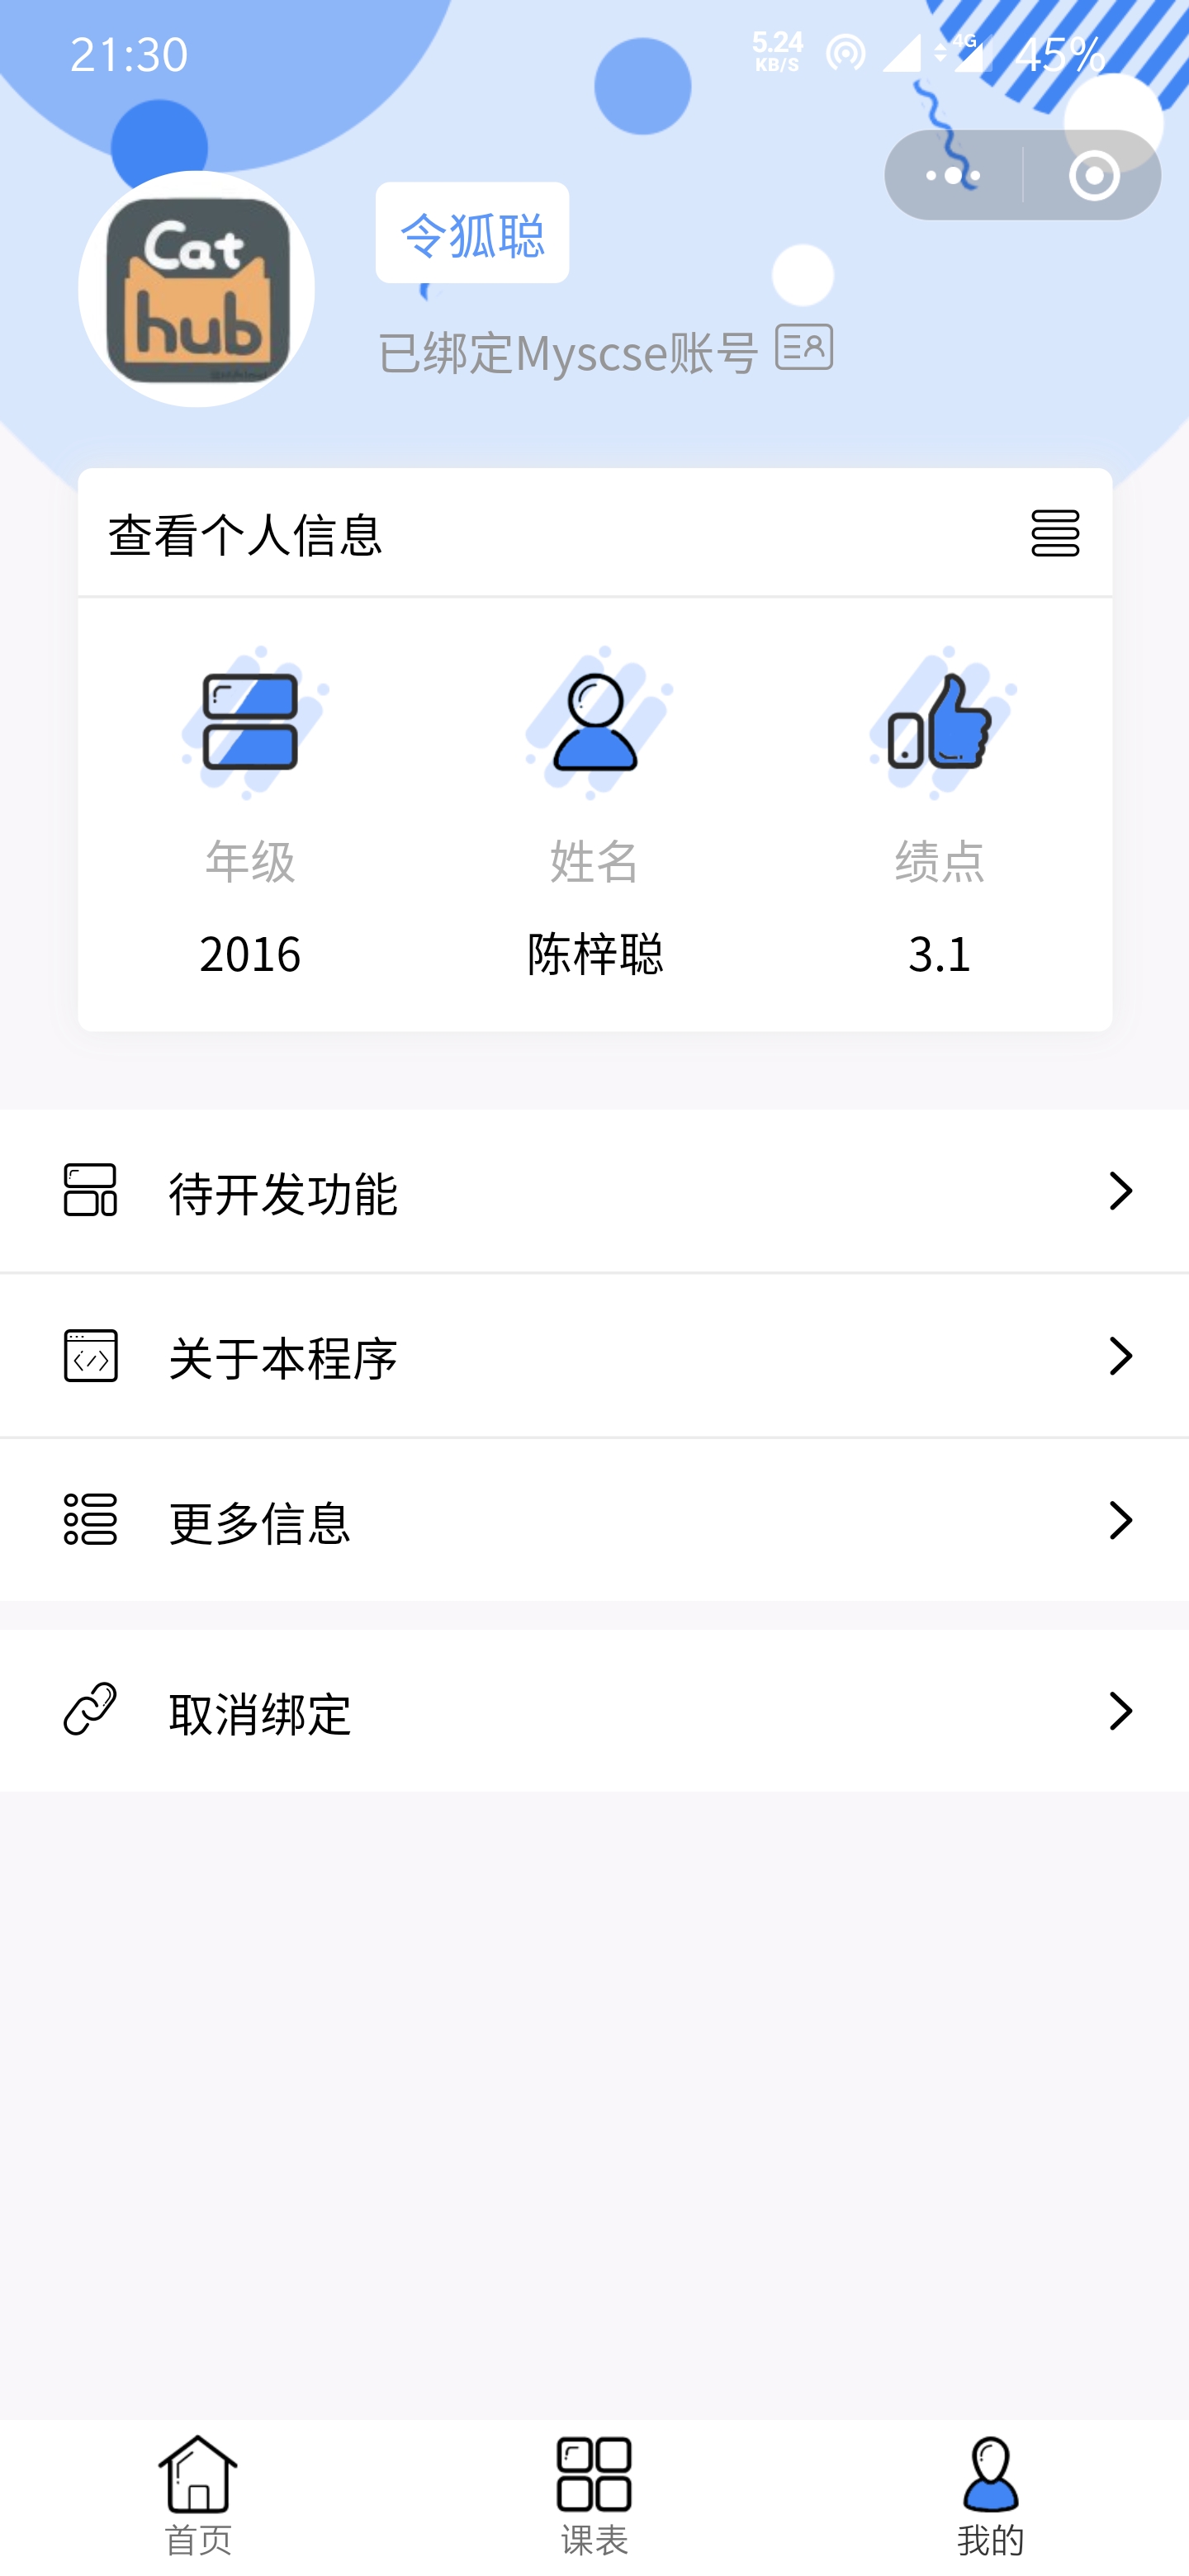 21:30
5.24
KB/S
4G
45%
Cat
hub
令狐聪
已绑定Myscse账号
查看个人信息
年级
姓名
绩点
2016
陈梓聪
3.1
待开发功能
关于本程序
更多信息
取消绑定
首页
课表
我的